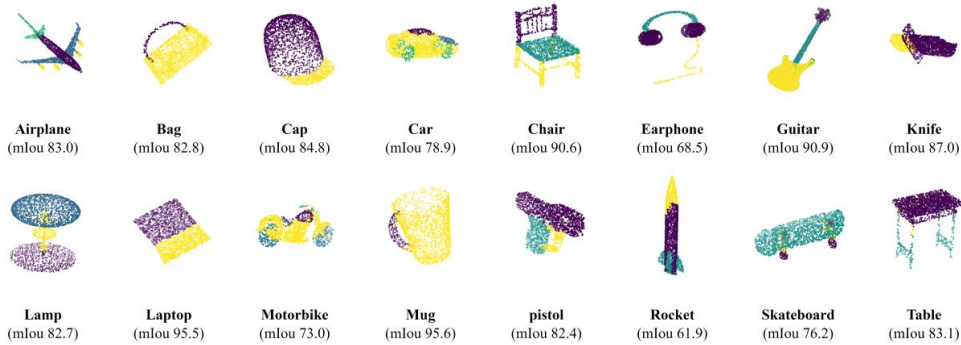 Airplane Bag Cap Car Chair Earphone Guitar Knife
(mIou 83.0) (mIou 82.8) (mIou 84.8) (mIou 78.9) (mIou 90.6) (mIou 68.5) (mIou 90.9) (mIou 87.0)
Lamp Laptop Motorbike Mug pistol Rocket Skateboard Table
(mIou 82.7) (mIou 95.5) (mIou 73.0) (mIou 95.6) (mIou 82.4) (mIou 61.9) (mIou 76.2) (mIou 83.1)